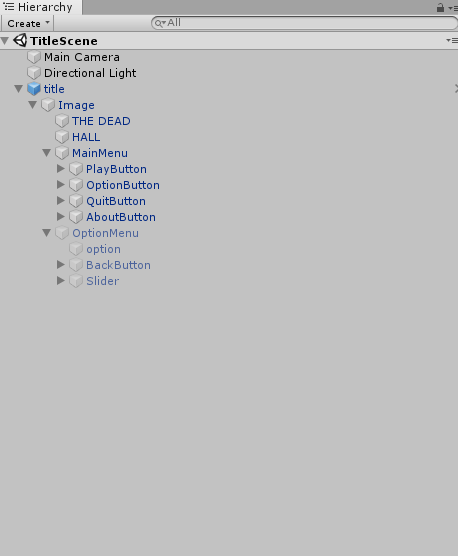 Hierarchy
Create
All
TitleScene
Main Camera
Directional Light
title
Image
THE DEAD
HALL
MainMenu
PlayButton
OptionButton
QuitButton
AboutButton
OptionMenu
option
BackButton
Slider